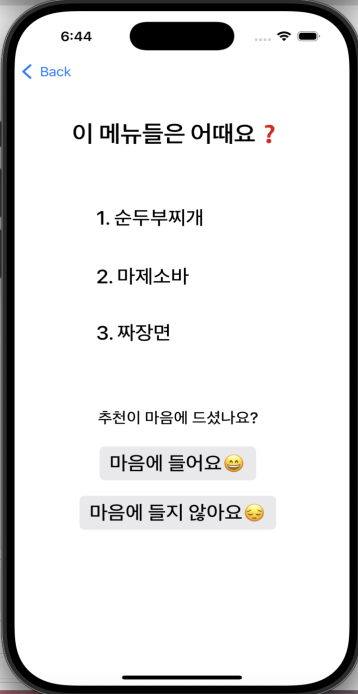 6:44
Back
이 메뉴들은 어때요 ❓
1. 순두부찌개
2. 마제소바
3. 짜장면
추천이 마음에 드셨나요?
마음에 들어요😄
마음에 들지 않아요😔